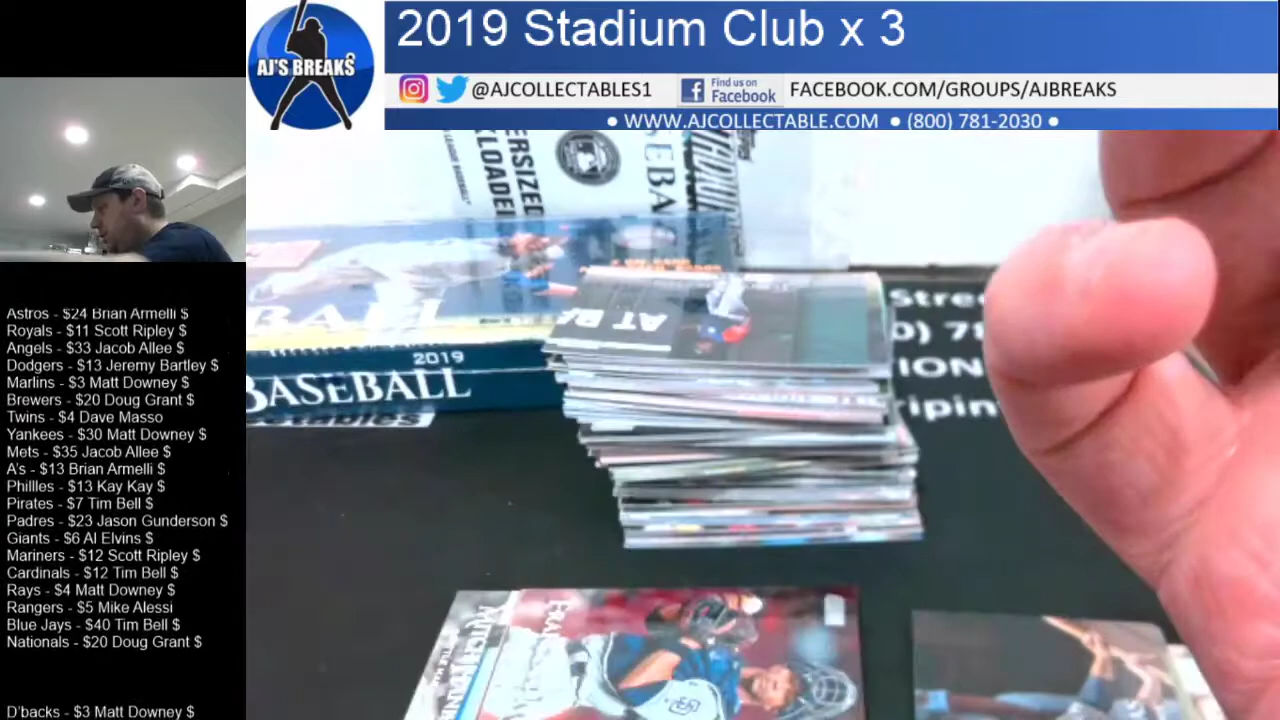 2019 Stadium Club x 3
AJ'S BREAKS
@AJCOLLECTABLES1
Find us on
Facebook
FACEBOOK.COM/GROUPS/AJBREAKS
• WWW.AJCOLLECTABLE.COM • (800) 781-2030 •
Astros - $24 Brian Armelli $
Royals - $11 Scott Ripley $
Angels - $33 Jacob Allee $
Dodgers - $13 Jeremy Bartley $
Marlins - $3 Matt Downey $
Brewers - $20 Doug Grant $
Twins - $4 Dave Masso
Yankees - $30 Matt Downey $
Mets - $35 Jacob Allee $
A's - $13 Brian Armelli $
Phillles - $13 Kay Kay $
Pirates - $7 Tim Bell $
Padres - $23 Jason Gunderson $
Giants - $6 Al Elvins $
Mariners - $12 Scott Ripley $
Cardinals - $12 Tim Bell $
Rays - $4 Matt Downey $
Rangers - $5 Mike Alessi
Blue Jays - $40 Tim Bell $
Nationals - $20 Doug Grant $
D'backs - $3 Matt Downey $
2019
BASEBALL
AT BA